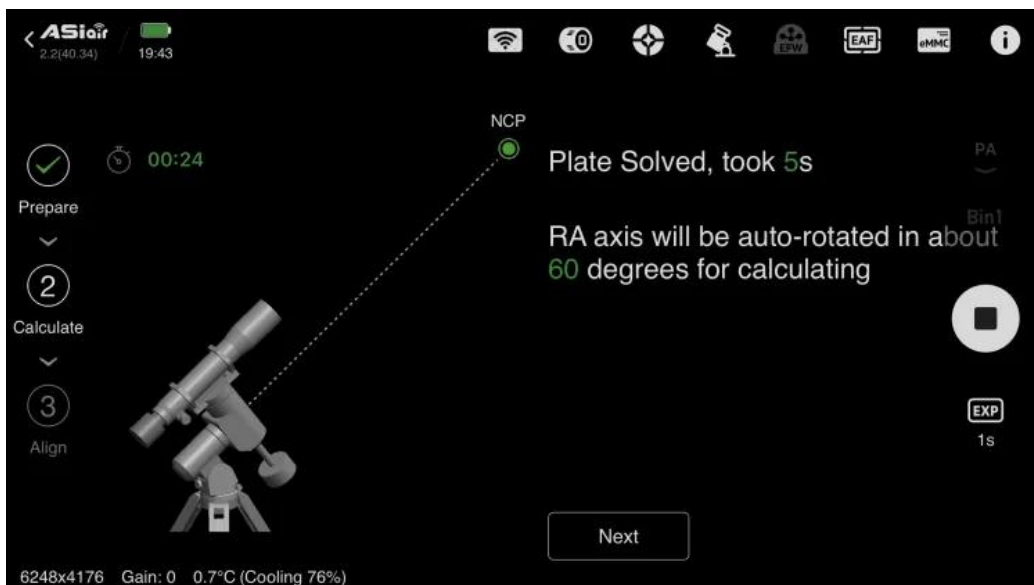 ASiair
2.2(40.34)
19:43
EFW
EAF
eMMC
i
NCP
00:24
Plate Solved, took 5s
PA
Prepare
RA axis will be auto-rotated in about
60 degrees for calculating
Bin1
2
Calculate
3
Align
EXP
1s
Next
6248x4176 Gain: 0 0.7°C (Cooling 76%)